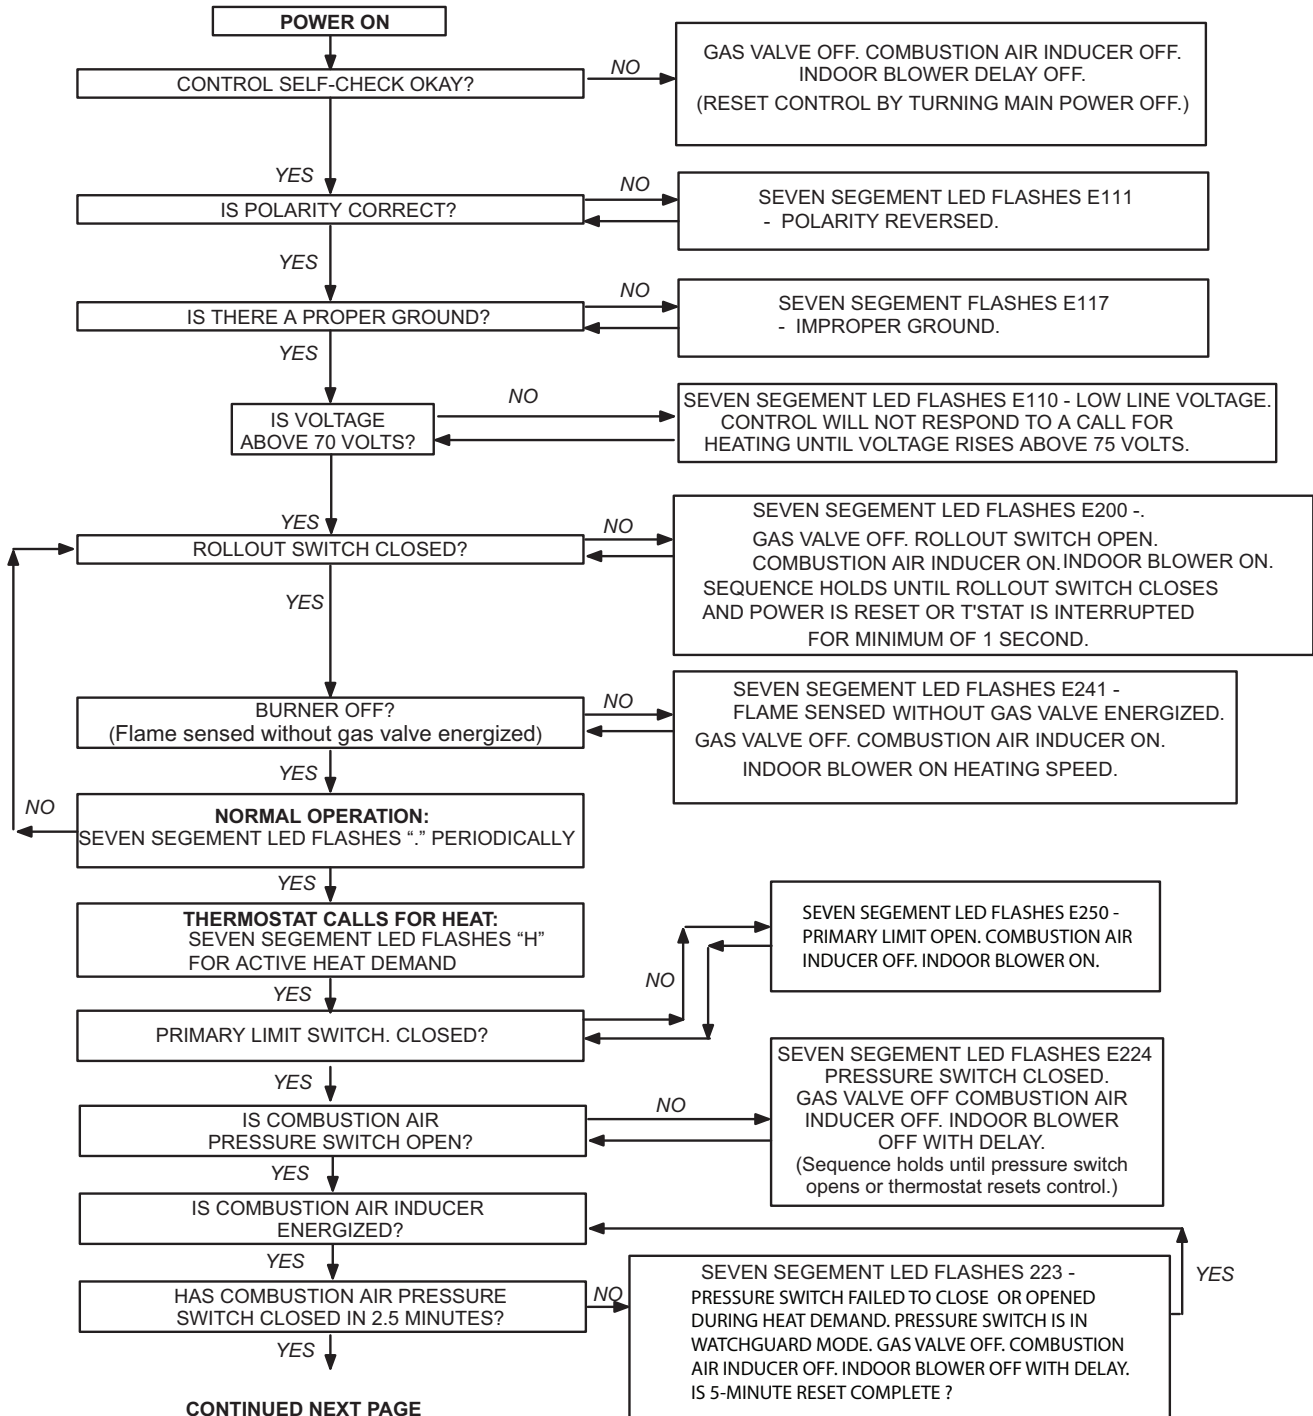 POWER ON
CONTROL SELF-CHECK OKAY?
NO
GAS VALVE OFF. COMBUSTION AIR INDUCER OFF.
INDOOR BLOWER DELAY OFF.
(RESET CONTROL BY TURNING MAIN POWER OFF.)
YES
IS POLARITY CORRECT?
NO
SEVEN SEGEMENT LED FLASHES E111
- POLARITY REVERSED.
YES
IS THERE A PROPER GROUND?
NO
SEVEN SEGEMENT FLASHES E117
- IMPROPER GROUND.
YES
IS VOLTAGE
ABOVE 70 VOLTS?
NO
SEVEN SEGEMENT LED FLASHES E110 - LOW LINE VOLTAGE.
CONTROL WILL NOT RESPOND TO A CALL FOR
HEATING UNTIL VOLTAGE RISES ABOVE 75 VOLTS.
YES
ROLLOUT SWITCH CLOSED?
NO
SEVEN SEGEMENT LED FLASHES E200 -.
GAS VALVE OFF. ROLLOUT SWITCH OPEN.
COMBUSTION AIR INDUCER ON. INDOOR BLOWER ON.
SEQUENCE HOLDS UNTIL ROLLOUT SWITCH CLOSES
AND POWER IS RESET OR T'STAT IS INTERRUPTED
FOR MINIMUM OF 1 SECOND.
YES
BURNER OFF?
(Flame sensed without gas valve energized)
NO
SEVEN SEGEMENT LED FLASHES E241 -
FLAME SENSED WITHOUT GAS VALVE ENERGIZED.
GAS VALVE OFF. COMBUSTION AIR INDUCER ON.
INDOOR BLOWER ON HEATING SPEED.
YES
NO
NORMAL OPERATION:
SEVEN SEGEMENT LED FLASHES “.” PERIODICALLY
YES
THERMOSTAT CALLS FOR HEAT:
SEVEN SEGEMENT LED FLASHES “H”
FOR ACTIVE HEAT DEMAND
YES
NO
SEVEN SEGEMENT LED FLASHES E250 -
PRIMARY LIMIT OPEN. COMBUSTION AIR
INDUCER OFF. INDOOR BLOWER ON.
PRIMARY LIMIT SWITCH. CLOSED?
YES
IS COMBUSTION AIR
PRESSURE SWITCH OPEN?
NO
SEVEN SEGEMENT LED FLASHES E224
PRESSURE SWITCH CLOSED.
GAS VALVE OFF COMBUSTION AIR
INDUCER OFF. INDOOR BLOWER
OFF WITH DELAY.
(Sequence holds until pressure switch
opens or thermostat resets control.)
YES
IS COMBUSTION AIR INDUCER
ENERGIZED?
YES
HAS COMBUSTION AIR PRESSURE
SWITCH CLOSED IN 2.5 MINUTES?
NO
SEVEN SEGEMENT LED FLASHES 223 -
PRESSURE SWITCH FAILED TO CLOSE OR OPENED
DURING HEAT DEMAND. PRESSURE SWITCH IS IN
WATCHGUARD MODE. GAS VALVE OFF. COMBUSTION
AIR INDUCER OFF. INDOOR BLOWER OFF WITH DELAY.
IS 5-MINUTE RESET COMPLETE ?
YES
YES
CONTINUED NEXT PAGE